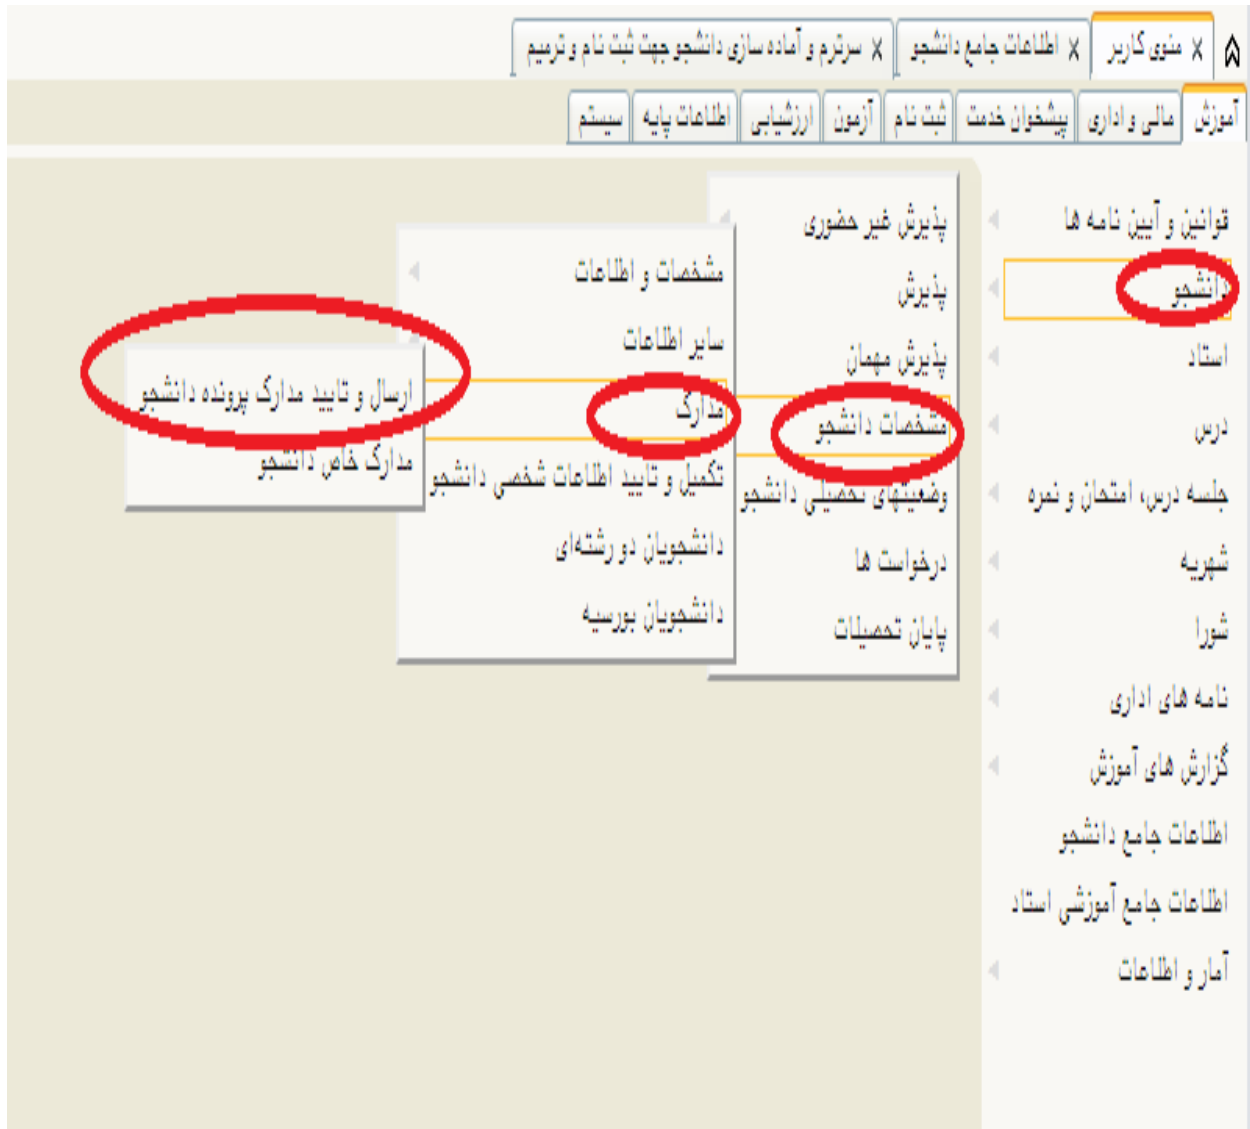 منوی کاربر x اطلاعات جامع دانشجو x سرترم و آماده سازی دانشجو جهت ثبت نام و ترمیم x
آموزش مالی و اداری پیشخوان خدمت ثبت نام آزمون ارزشیابی اطلاعات پایه سیستم
قوانین و آیین نامه ها
دانشجو
استاد
درس
جلسه درس، امتحان و نمره
شهریه
شورا
نامه های اداری
گزارش های آموزش
اطلاعات جامع دانشجو
اطلاعات جامع آموزشی استاد
آمار و اطلاعات
پذیرش غیر حضوری
پذیرش
پذیرش مهمان
مشخصات دانشجو
وضعیتهای تحصیلی دانشجو
درخواست ها
پایان تحصیلات
مشخصات و اطلاعات
سایر اطلاعات
مدارک
تکمیل و تایید اطلاعات شخصی دانشجو
دانشجویان دو رشته‌ای
دانشجویان بورسیه
ارسال و تایید مدارک پرونده دانشجو
مدارک خاص دانشجو